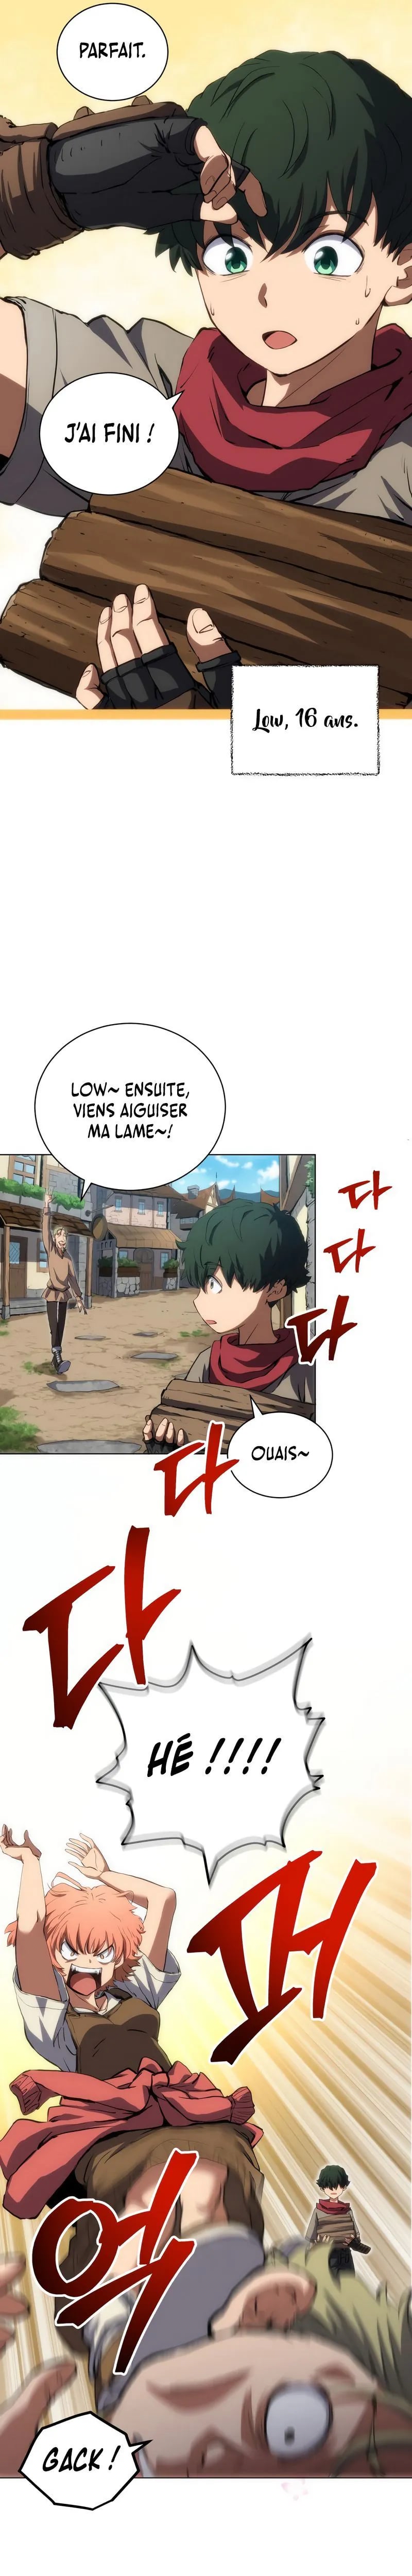 PARFAIT.
J'AI FINI !
Low, 16 ans.
LOW~ ENSUITE,
VIENS AIGUISER
MA LAME~!
다
다
다
다
OUAIS~
다
HÉ !!!!
퍼
억
GACK !